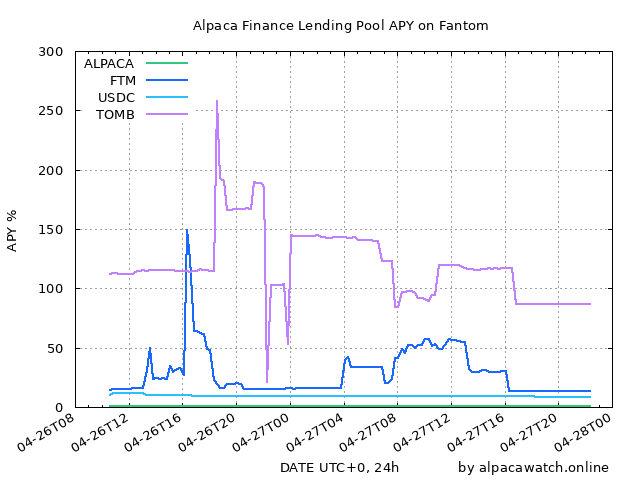 Alpaca Finance Lending Pool APY on Fantom
300
250
200
150
100
50
0
APY %
ALPACA
FTM
USDC
TOMB
04-26T08
04-26T12
04-26T16
04-26T20
04-27T00
04-27T04
04-27T08
04-27T12
04-27T16
04-27T20
04-28T00
DATE UTC+0, 24h
by alpacawatch.online